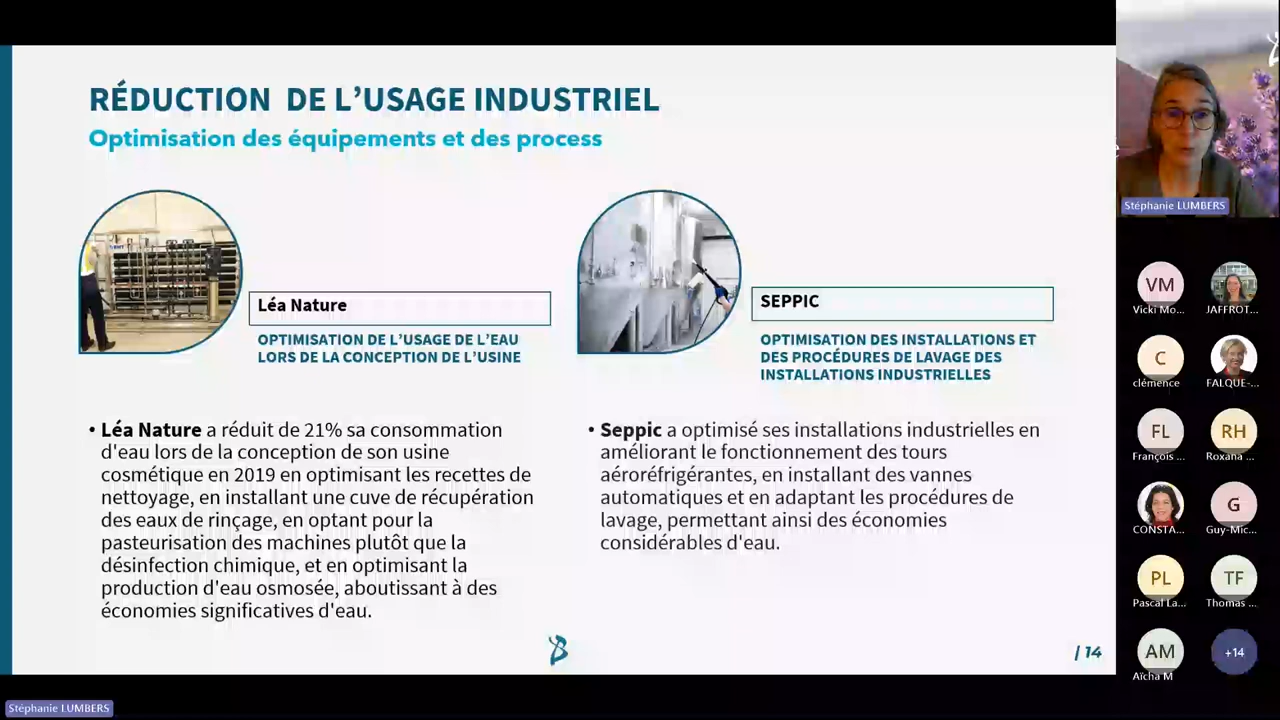 RÉDUCTION DE L'USAGE INDUSTRIEL
Optimisation des équipements et des process
Léa Nature
OPTIMISATION DE L'USAGE DE L'EAU
LORS DE LA CONCEPTION DE L'USINE
• Léa Nature a réduit de 21% sa consommation
d'eau lors de la conception de son usine
cosmétique en 2019 en optimisant les recettes de
nettoyage, en installant une cuve de récupération
des eaux de rinçage, en optant pour la
pasteurisation des machines plutôt que la
désinfection chimique, et en optimisant la
production d'eau osmosée, aboutissant à des
économies significatives d'eau.
SEPPIC
OPTIMISATION DES INSTALLATIONS ET
DES PROCÉDURES DE LAVAGE DES
INSTALLATIONS INDUSTRIELLES
• Seppic a optimisé ses installations industrielles en
améliorant le fonctionnement des tours
aéroréfrigérantes, en installant des vannes
automatiques et en adaptant les procédures de
lavage, permettant ainsi des économies
considérables d'eau.
/ 14
Stéphanie LUMBERS
Stéphanie LUMBERS
VM
Vicki Mo...
JAFFROT...
C
clémence
FALQUE-...
FL
François ...
RH
Roxana ...
CONSTA...
G
Guy-Mic...
PL
Pascal La...
TF
Thomas ...
AM
Aïcha M
+14